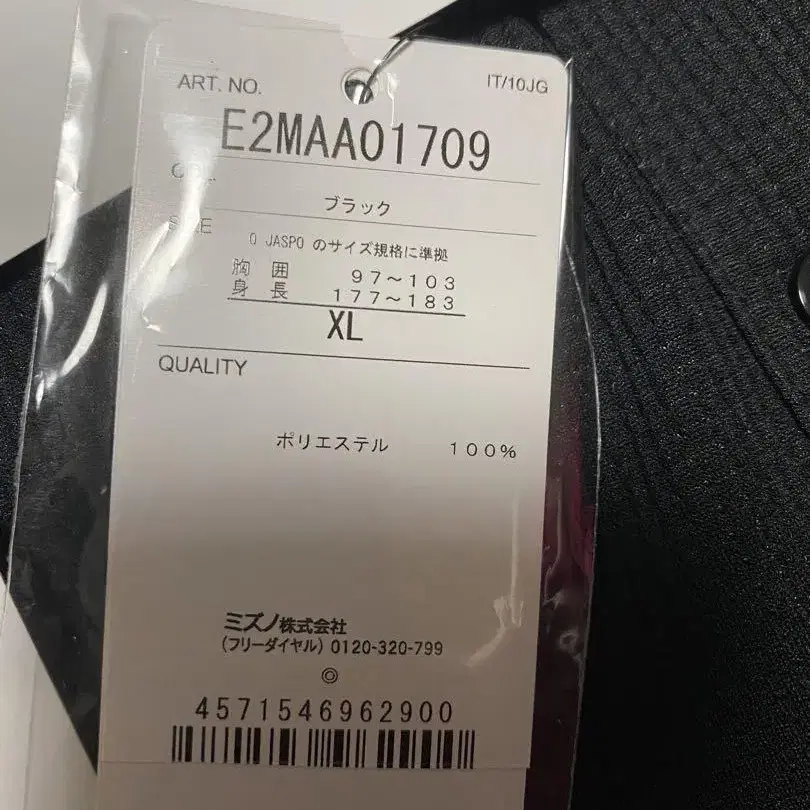 ART. NO.
IT/10JG
E2MAA01709
ブラック
O JASPO のサイズ規格に準拠
胸 囲 97~103
身 長 177~183
XL
QUALITY
ポリエステル 100%
ミズノ株式会社
(フリーダイヤル) 0120-320-799
◎
4571546962900